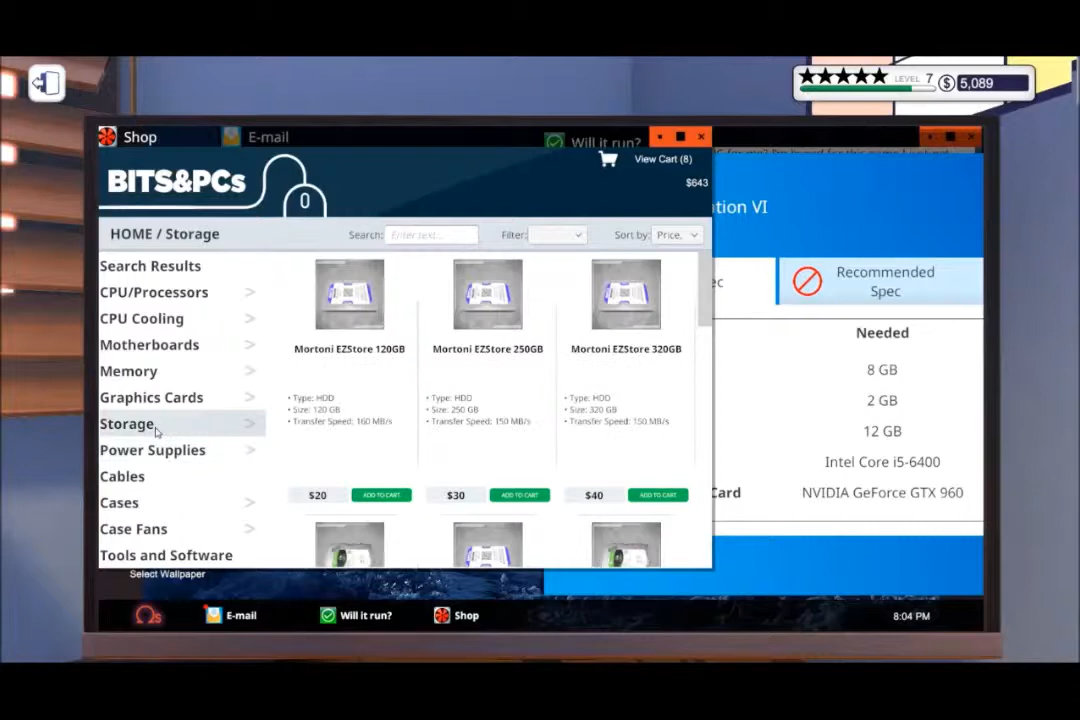 LEVEL 7
$ 5,089
Shop
E-mail
Will it run?
View Cart (8)
BITS&PCs
$643
HOME / Storage
Search:
Enter text...
Filter:
Sort by:
Price.
Search Results
CPU/Processors
CPU Cooling
Motherboards
Memory
Graphics Cards
Storage
Power Supplies
Cables
Cases
Case Fans
Tools and Software
Mortoni EZStore 120GB
• Type: HDD
• Size: 120 GB
• Transfer Speed: 160 MB/s
$20
ADD TO CART
Mortoni EZStore 250GB
• Type: HDD
• Size: 250 GB
• Transfer Speed: 150 MB/s
$30
ADD TO CART
Mortoni EZStore 320GB
• Type: HDD
• Size: 320 GB
• Transfer Speed: 150 MB/s
$40
ADD TO CART
tion VI
ec
Recommended
Spec
Needed
8 GB
2 GB
12 GB
Intel Core i5-6400
Card
NVIDIA GeForce GTX 960
Select Wallpaper
E-mail
Will it run?
Shop
8:04 PM